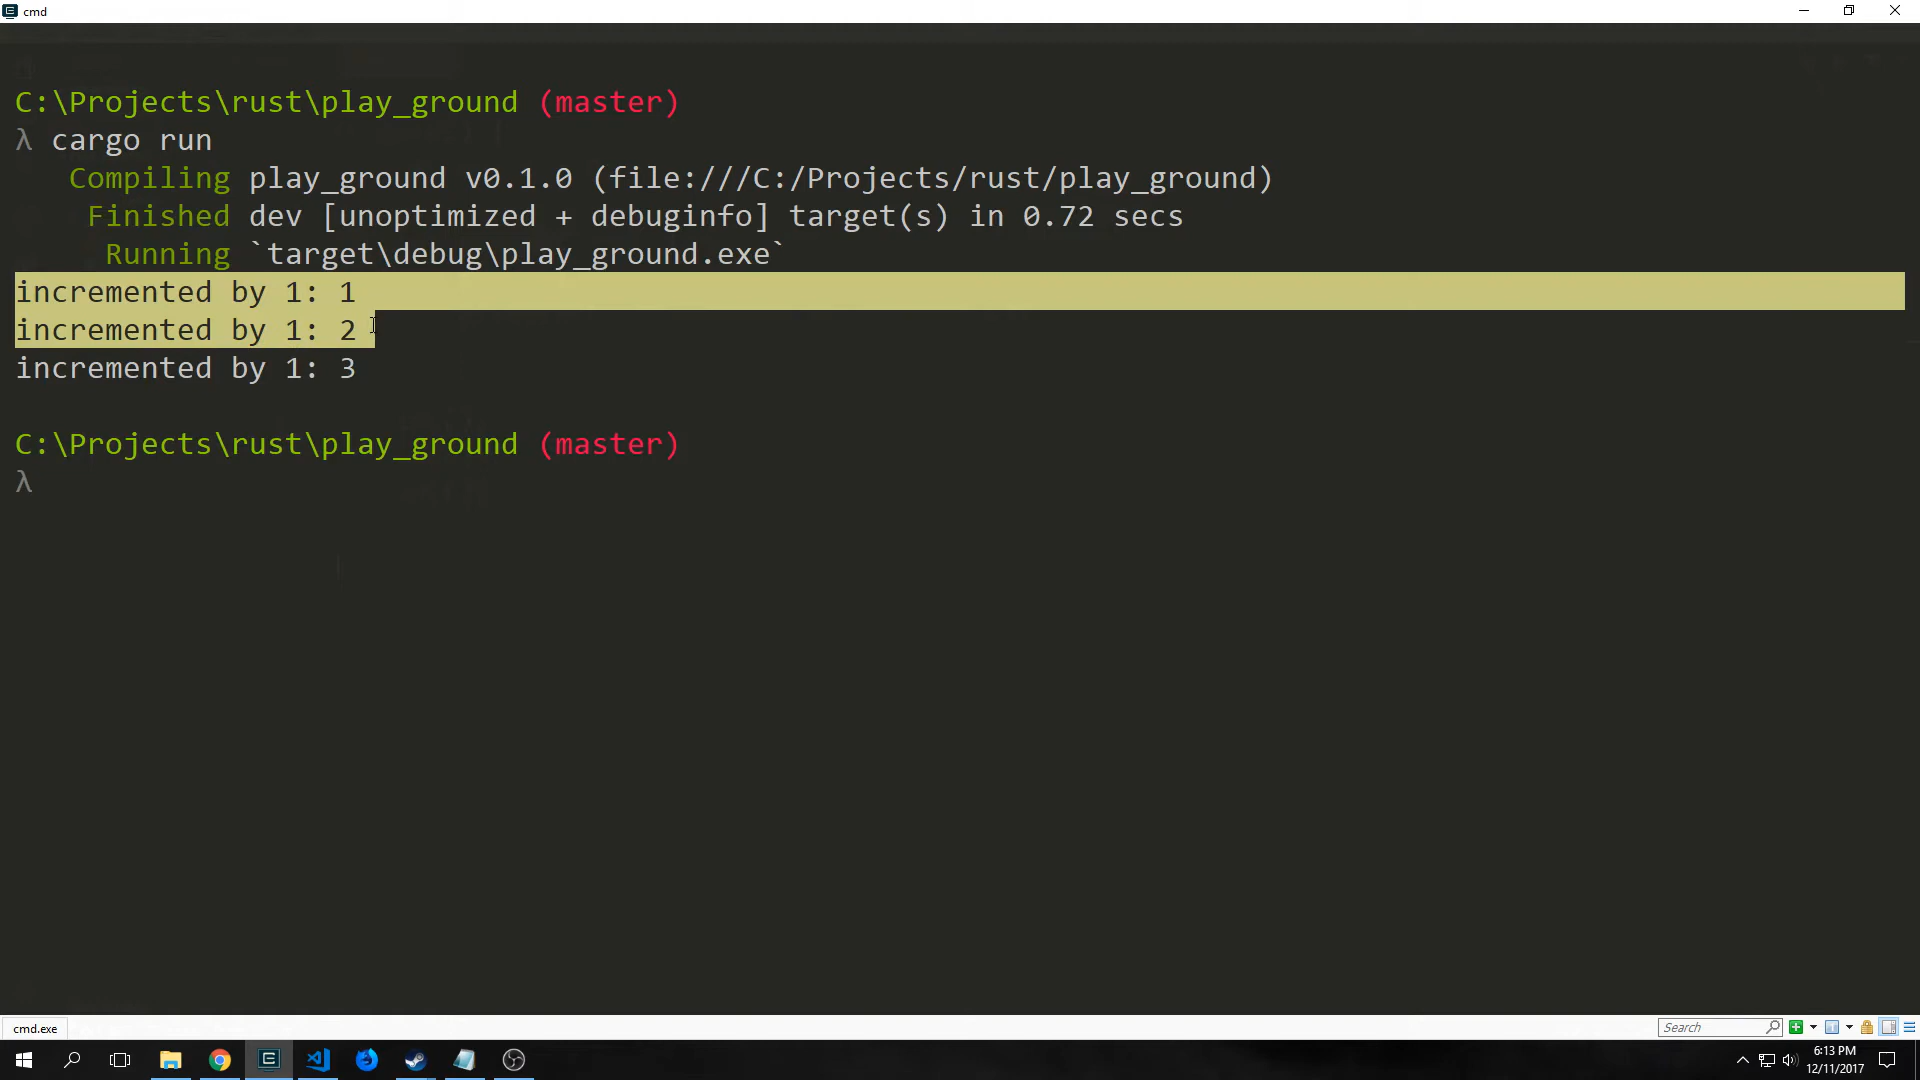 cmd
C:\Projects\rust\play_ground (master)
λ cargo run
Compiling play_ground v0.1.0 (file:///C:/Projects/rust/play_ground)
Finished dev [unoptimized + debuginfo] target(s) in 0.72 secs
Running `target\debug\play_ground.exe`
incremented by 1: 1
incremented by 1: 2
incremented by 1: 3
C:\Projects\rust\play_ground (master)
λ
cmd.exe
Search
6:13 PM
12/11/2017